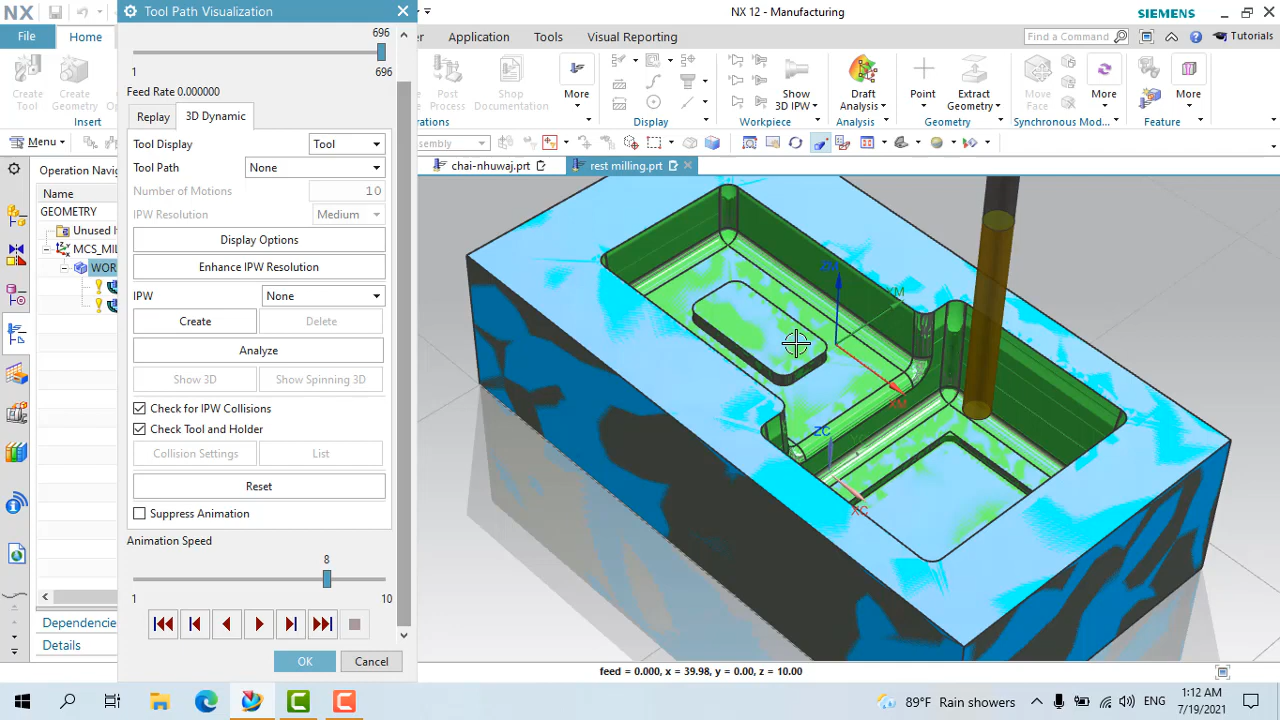 NX
Tool Path Visualization
NX 12 - Manufacturing
SIEMENS
File
Home
Application
Tools
Visual Reporting
Find a Command
Tutorials
696
1
696
Feed Rate 0.000000
Replay
3D Dynamic
Tool Display
Tool
Tool Path
None
Number of Motions
10
IPW Resolution
Medium
Display Options
Enhance IPW Resolution
IPW
None
Create
Delete
Analyze
Show 3D
Show Spinning 3D
Check for IPW Collisions
Check Tool and Holder
Collision Settings
List
Reset
Suppress Animation
Animation Speed
8
1
10
OK
Cancel
Create
Tool
Create
Geometry
Insert
Menu
Operation Navig
Name
GEOMETRY
Unused I
MCS_MIL
WOR
Dependencie
Details
Post
Process
Shop
Documentation
More
Display
Show
3D IPW
Workpiece
Draft
Analysis
Analysis
Point
Extract
Geometry
Geometry
Move
Face
More
Synchronous Mod...
More
Feature
ssembly
chai-nhuwaj.prt
rest milling.prt
ZM
YM
XM
ZC
XC
feed = 0.000, x = 39.98, y = 0.00, z = 10.00
89°F Rain showers
ENG
1:12 AM
7/19/2021